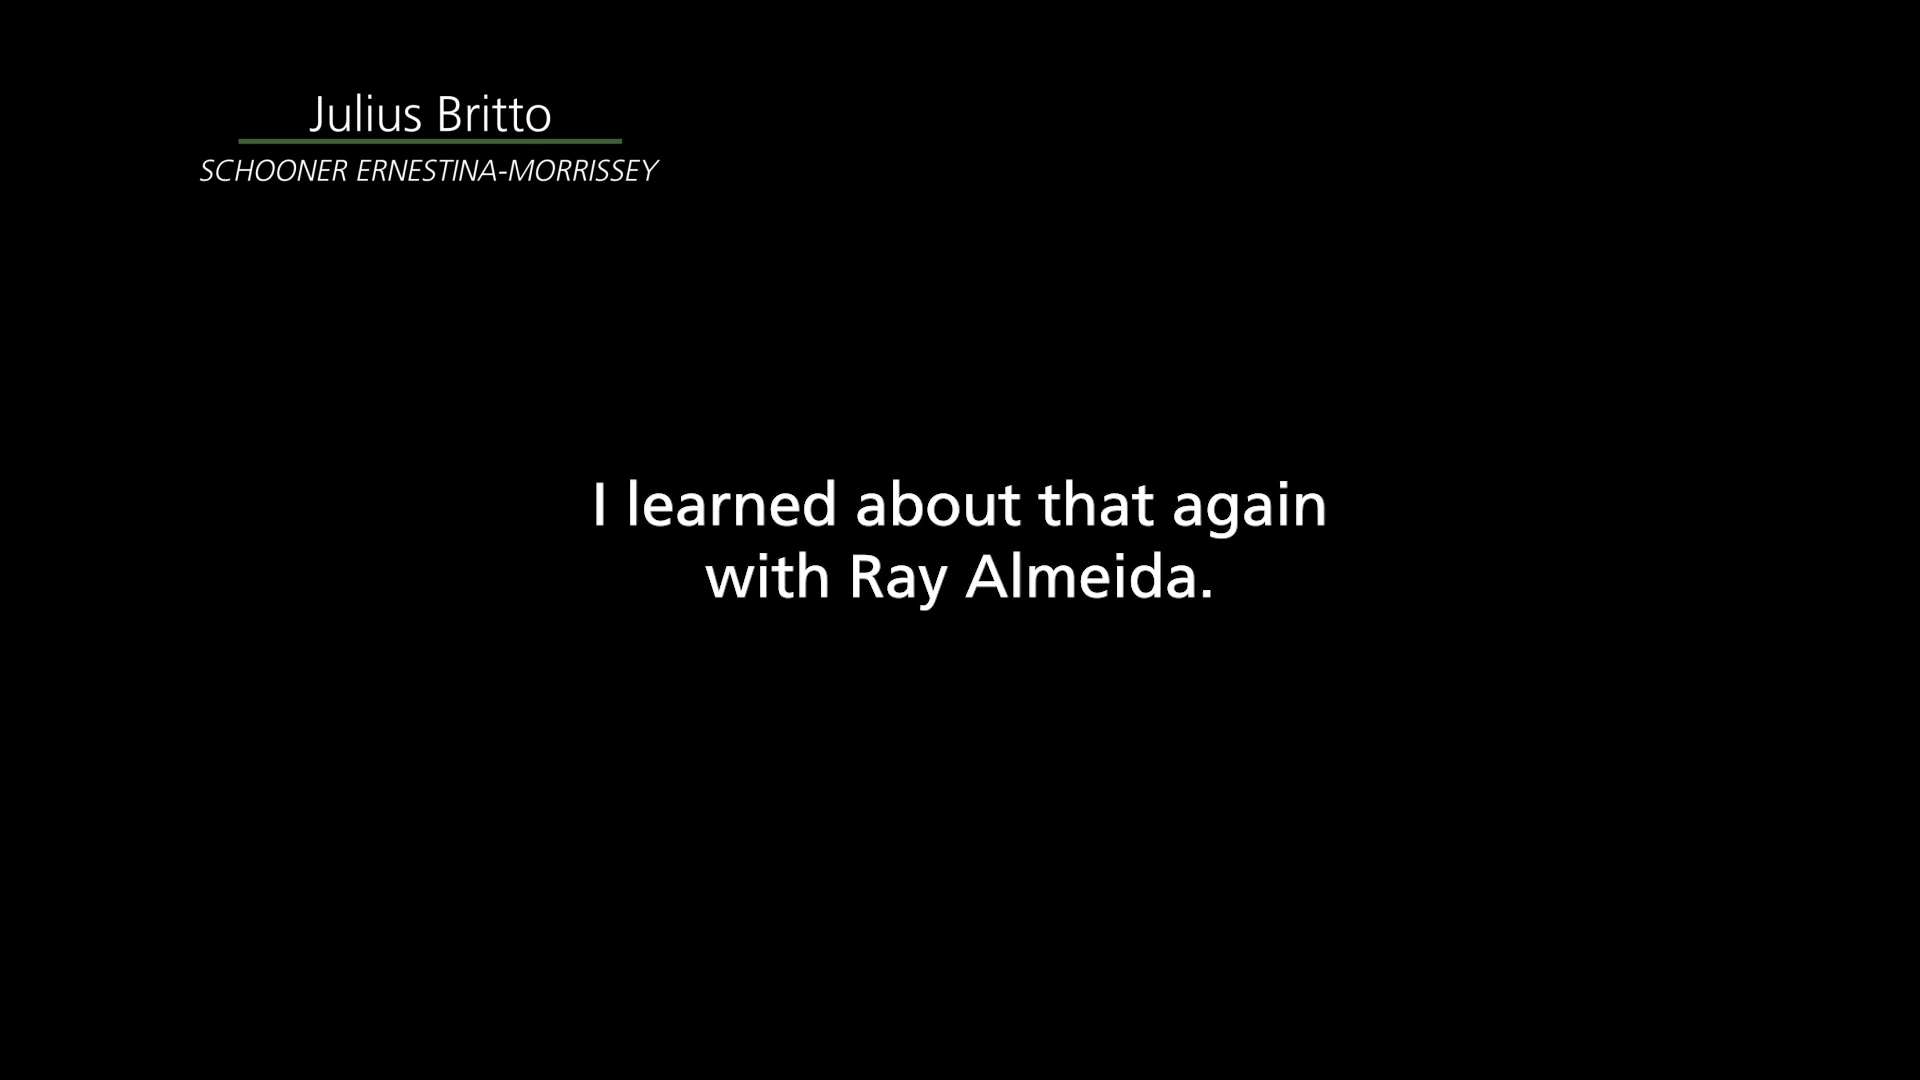 Julius Britto
SCHOONER ERNESTINA-MORRISSEY
I learned about that again
with Ray Almeida.